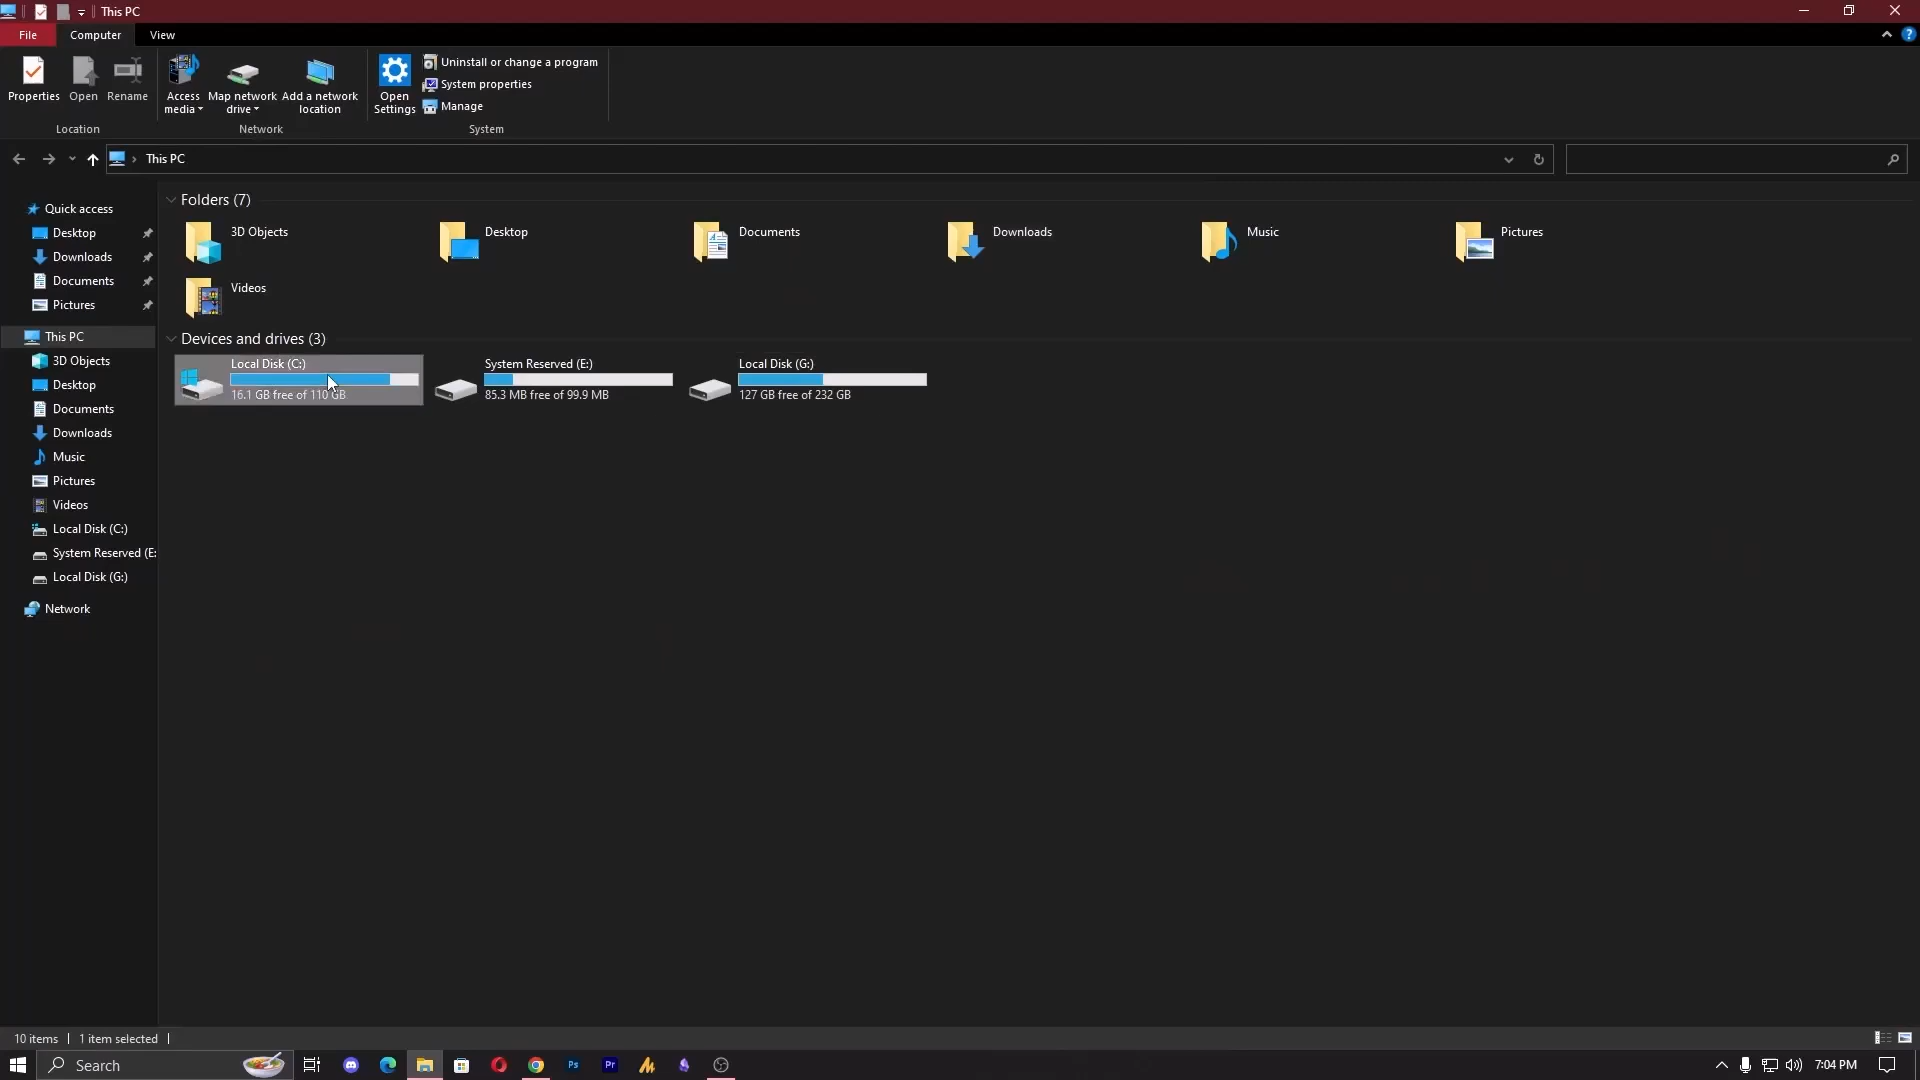 This PC
File
Computer
View
Properties
Open
Rename
Access
media
Map network
drive
Add a network
location
Open
Settings
Uninstall or change a program
System properties
Manage
Location
Network
System
This PC
Quick access
Desktop
Downloads
Documents
Pictures
This PC
3D Objects
Desktop
Documents
Downloads
Music
Pictures
Videos
Local Disk (C:)
System Reserved (E:
Local Disk (G:)
Network
Folders (7)
3D Objects
Desktop
Documents
Downloads
Music
Pictures
Videos
Devices and drives (3)
Local Disk (C:)
16.1 GB free of 110 GB
System Reserved (E:)
85.3 MB free of 99.9 MB
Local Disk (G:)
127 GB free of 232 GB
10 items
1 item selected
Search
Ps
Pr
7:04 PM